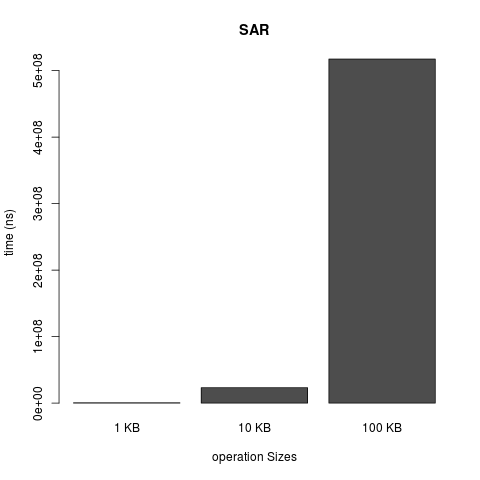 SAR
5e+08
4e+08
3e+08
2e+08
1e+08
0e+00
time (ns)
1 KB
10 KB
100 KB
operation Sizes